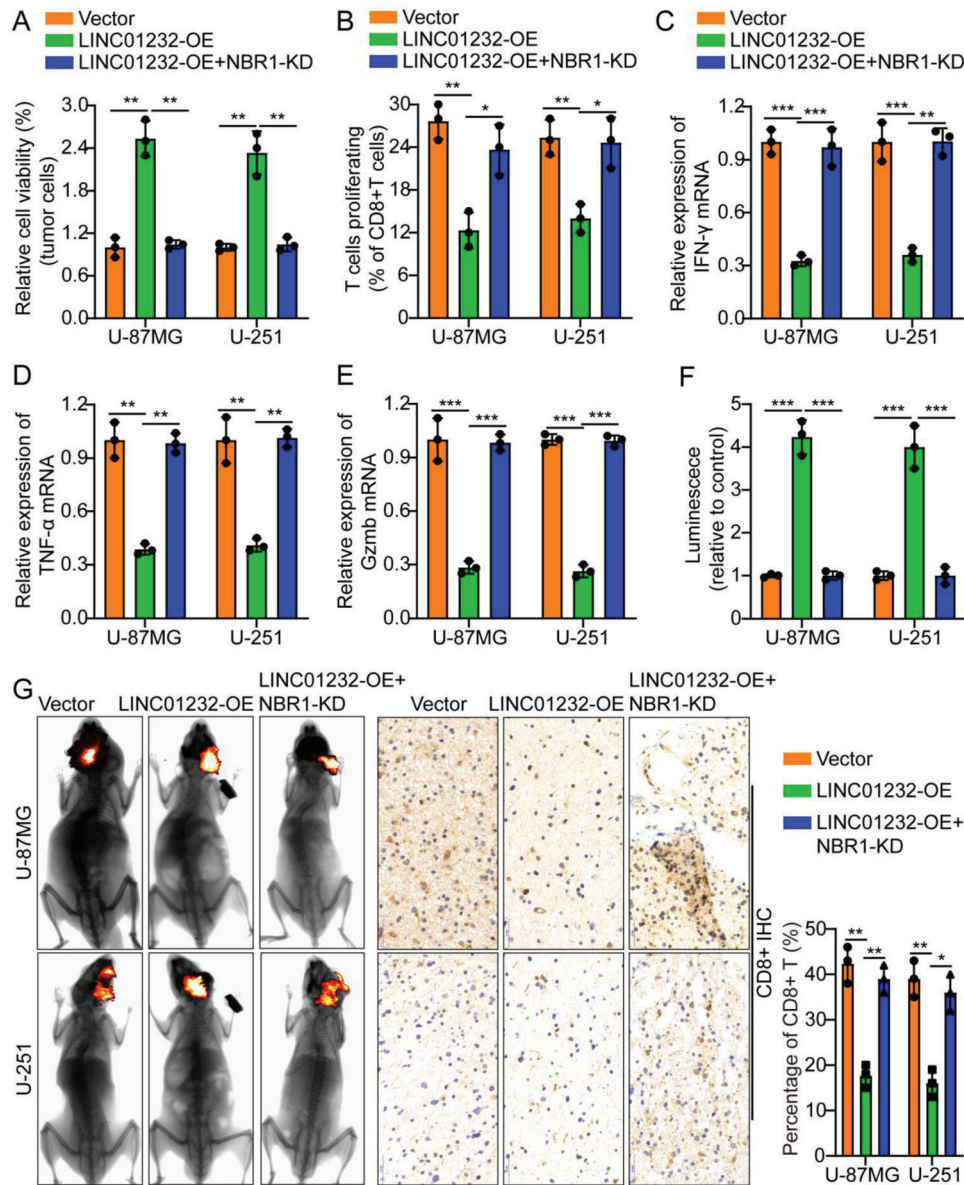 A
Vector
LINC01232-OE
LINC01232-OE+NBR1-KD
Relative cell viability (%)
(tumor cells)
3.0
2.4
1.8
1.2
0.6
0.0
** ** ** **
U-87MG U-251
B
Vector
LINC01232-OE
LINC01232-OE+NBR1-KD
T cells proliferating
(% of CD8+T cells)
30
24
18
12
6
0
** * ** *
U-87MG U-251
C
Vector
LINC01232-OE
LINC01232-OE+NBR1-KD
Relative expression of
IFN-γ mRNA
1.2
0.9
0.6
0.3
0.0
*** *** *** **
U-87MG U-251
D
Relative expression of
TNF-α mRNA
1.2
0.9
0.6
0.3
0.0
** ** ** **
U-87MG U-251
E
Relative expression of
Gzmb mRNA
1.2
0.9
0.6
0.3
0.0
*** *** *** ***
U-87MG U-251
F
Luminescece
(relative to control)
5
4
3
2
1
0
*** *** *** ***
U-87MG U-251
G
Vector LINC01232-OE LINC01232-OE+
NBR1-KD
Vector LINC01232-OE LINC01232-OE+
NBR1-KD
U-87MG
U-251
CD8+ IHC
Vector
LINC01232-OE
LINC01232-OE+
NBR1-KD
Percentage of CD8+ T (%)
50
40
30
20
10
0
** ** ** *
U-87MG U-251